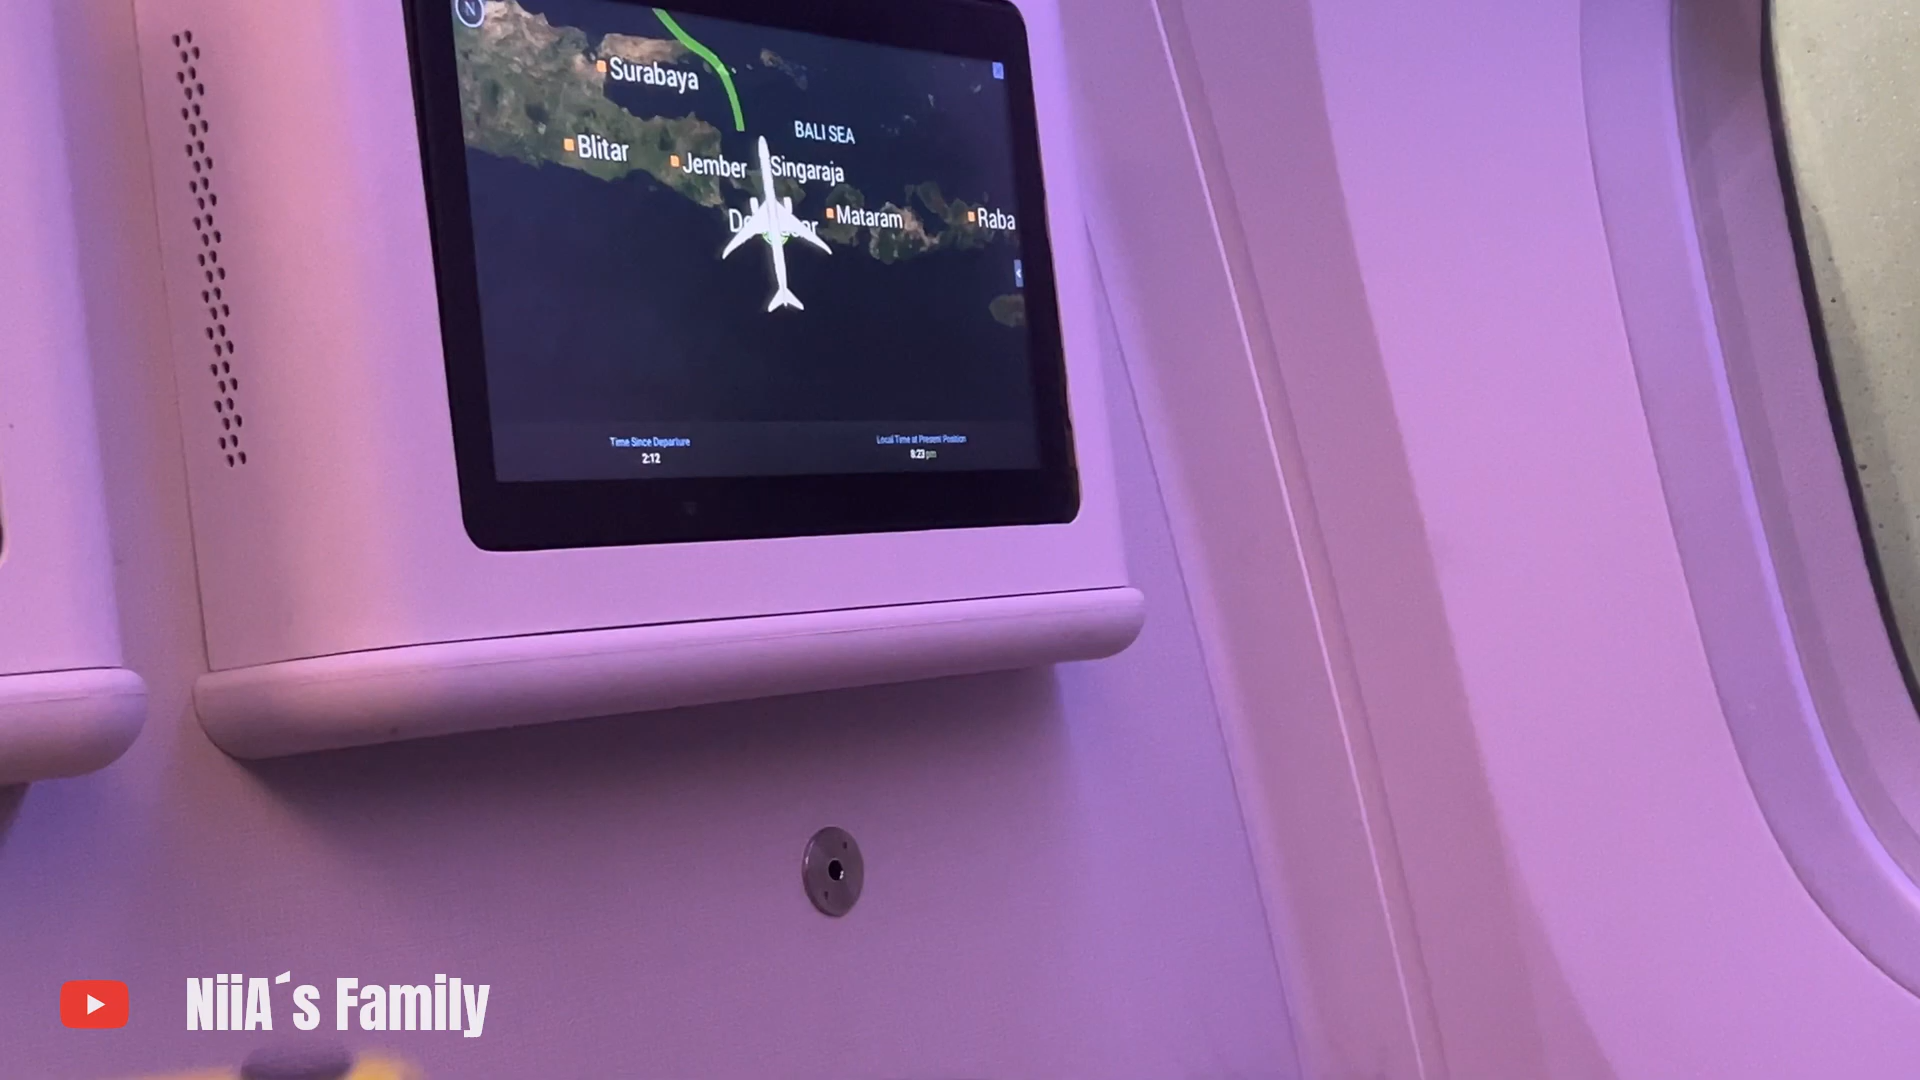 N
Surabaya
BALI SEA
Blitar
Jember
Singaraja
Mataram
Raba
Time Since Departure
2:12
Local Time at Present Position
8:23 pm
NiiA´s Family